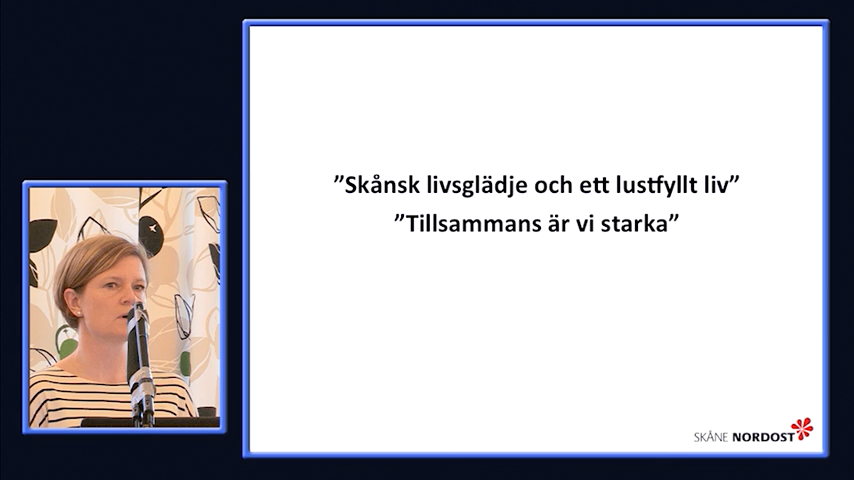 ”Skånsk livsglädje och ett lustfyllt liv”
”Tillsammans är vi starka”
SKÅNE NORDOST